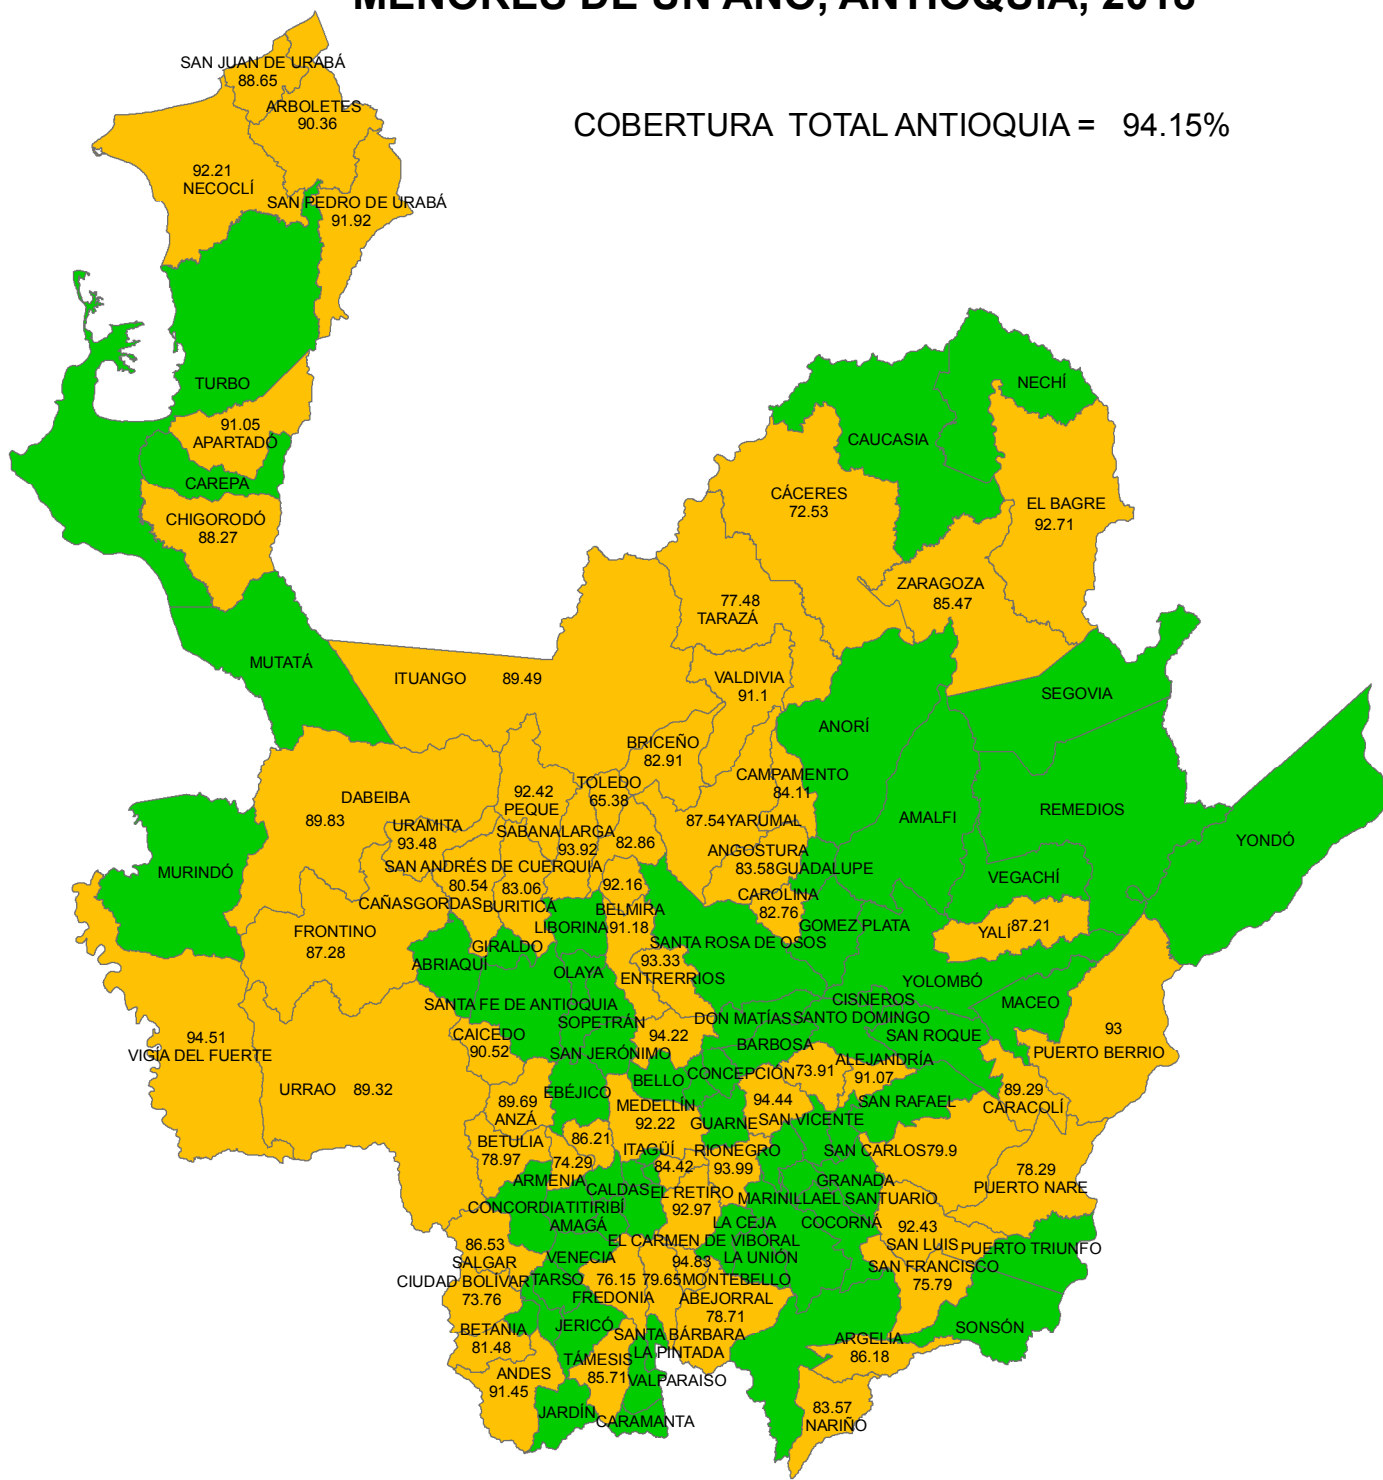 MENORES DE UN AÑO, ANTIOQUIA, 2018
COBERTURA TOTAL ANTIOQUIA = 94.15%
SAN JUAN DE URABÁ
88.65
ARBOLETES
90.36
92.21
NECOCLÍ
SAN PEDRO DE URABÁ
91.92
TURBO
91.05
APARTADÓ
CAREPA
CHIGORODÓ
88.27
MUTATÁ
NECHÍ
CAUCASIA
CÁCERES
72.53
EL BAGRE
92.71
ZARAGOZA
85.47
77.48
TARAZÁ
ITUANGO 89.49
VALDIVIA
91.1
SEGOVIA
ANORÍ
BRICEÑO
82.91
CAMPAMENTO
84.11
TOLEDO
65.38
92.42
PEQUE
DABEIBA
89.83
URAMITA
93.48
SABANALARGA
93.92
82.86
87.54 YARUMAL
AMALFI
REMEDIOS
YONDÓ
MURINDÓ
SAN ANDRÉS DE CUERQUIA
80.54
CAÑASGORDAS
83.06
BURITICÁ
92.16
ANGOSTURA
83.58 GUADALUPE
VEGACHÍ
CAROLINA
82.76
BELMIRA
91.18
LIBORINA
GOMEZ PLATA
YALÍ 87.21
FRONTINO
87.28
GIRALDO
ABRIAQUÍ
SANTA ROSA DE OSOS
93.33
ENTRERRIOS
OLAYA
YOLOMBÓ
CISNEROS
MACEO
SANTA FE DE ANTIOQUIA
SOPETRÁN
DON MATÍAS
SANTO DOMINGO
SAN ROQUE
93
PUERTO BERRIO
94.51
VIGÍA DEL FUERTE
CAICEDO
90.52
94.22
SAN JERÓNIMO
BARBOSA
URRAO 89.32
EBÉJICO
BELLO
CONCEPCIÓN 73.91
ALEJANDRÍA
91.07
89.29
CARACOLÍ
89.69
ANZÁ
MEDELLÍN
92.22
GUARNE
94.44
SAN VICENTE
SAN RAFAEL
BETULIA
78.97
86.21
74.29
ARMENIA
ITAGÜÍ
84.42
RIONEGRO
93.99
SAN CARLOS 79.9
78.29
PUERTO NARE
GRANADA
CALDAS
EL RETIRO
92.97
MARINILLA
EL SANTUARIO
CONCORDIA
TITIRIBÍ
AMAGÁ
LA CEJA
COCORNÁ
92.43
SAN LUIS
EL CARMEN DE VIBORAL
LA UNIÓN
PUERTO TRIUNFO
86.53
SALGAR
VENECIA
94.83
MONTEBELLO
SAN FRANCISCO
75.79
CIUDAD BOLÍVAR
73.76
TARSO
76.15
FREDONIA
79.65
ABEJORRAL
78.71
BETANIA
81.48
JERICÓ
SANTA BÁRBARA
LA PINTADA
SONSÓN
ARGELIA
86.18
TÁMESIS
85.71
ANDES
91.45
VALPARAISO
JARDÍN
CARAMANTA
83.57
NARIÑO